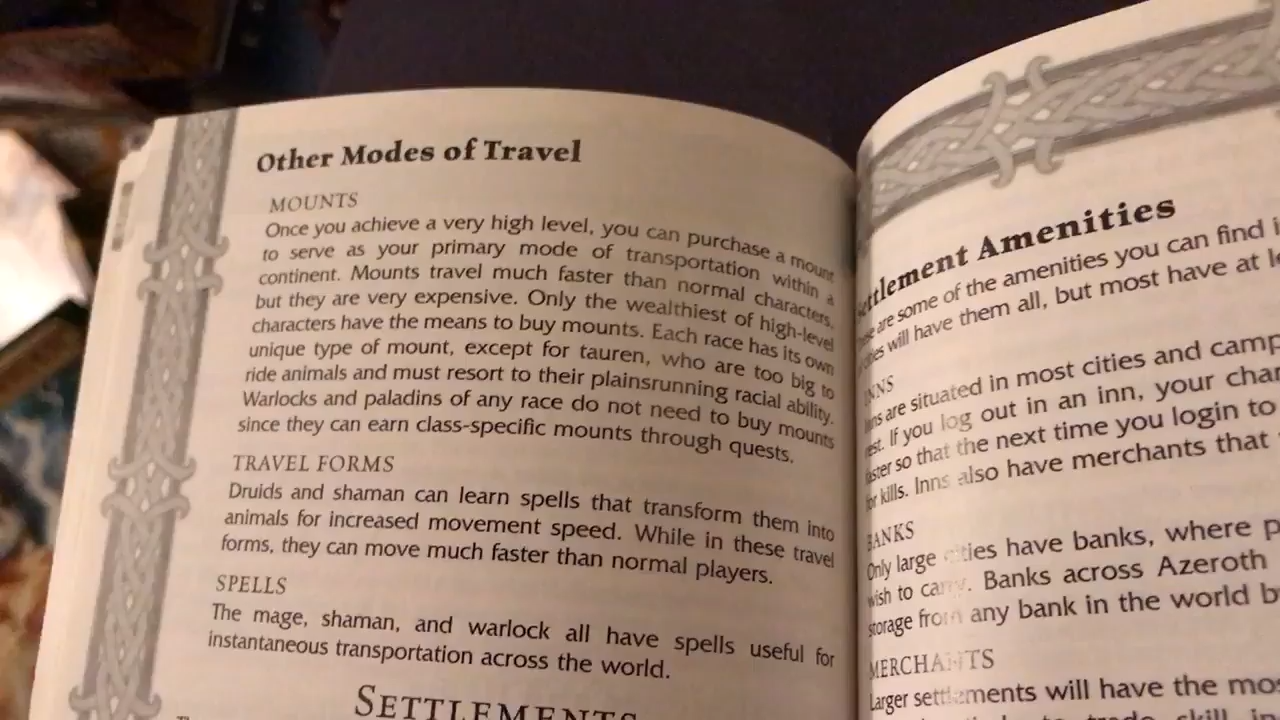 Other Modes of Travel
MOUNTS
Once you achieve a very high level, you can purchase a mount
to serve as your primary mode of transportation within a
continent. Mounts travel much faster than normal characters,
but they are very expensive. Only the wealthiest of high-level
characters have the means to buy mounts. Each race has its own
unique type of mount, except for tauren, who are too big to
ride animals and must resort to their plainsrunning racial ability.
Warlocks and paladins of any race do not need to buy mounts
since they can earn class-specific mounts through quests.
TRAVEL FORMS
Druids and shaman can learn spells that transform them into
animals for increased movement speed. While in these travel
forms, they can move much faster than normal players.
SPELLS
The mage, shaman, and warlock all have spells useful for
instantaneous transportation across the world.
SETTLEMENTS
Settlement Amenities
are some of the amenities you can find
will have them all, but most have at
INNS
Inns are situated in most cities and camp
rest. If you log out in an inn, your
faster so that the next time you login to
for kills. Inns also have merchants that
BANKS
Only large cities have banks, where
wish to carry. Banks across Azeroth
storage from any bank in the world
MERCHANTS
Larger settlements will have the
trade skill